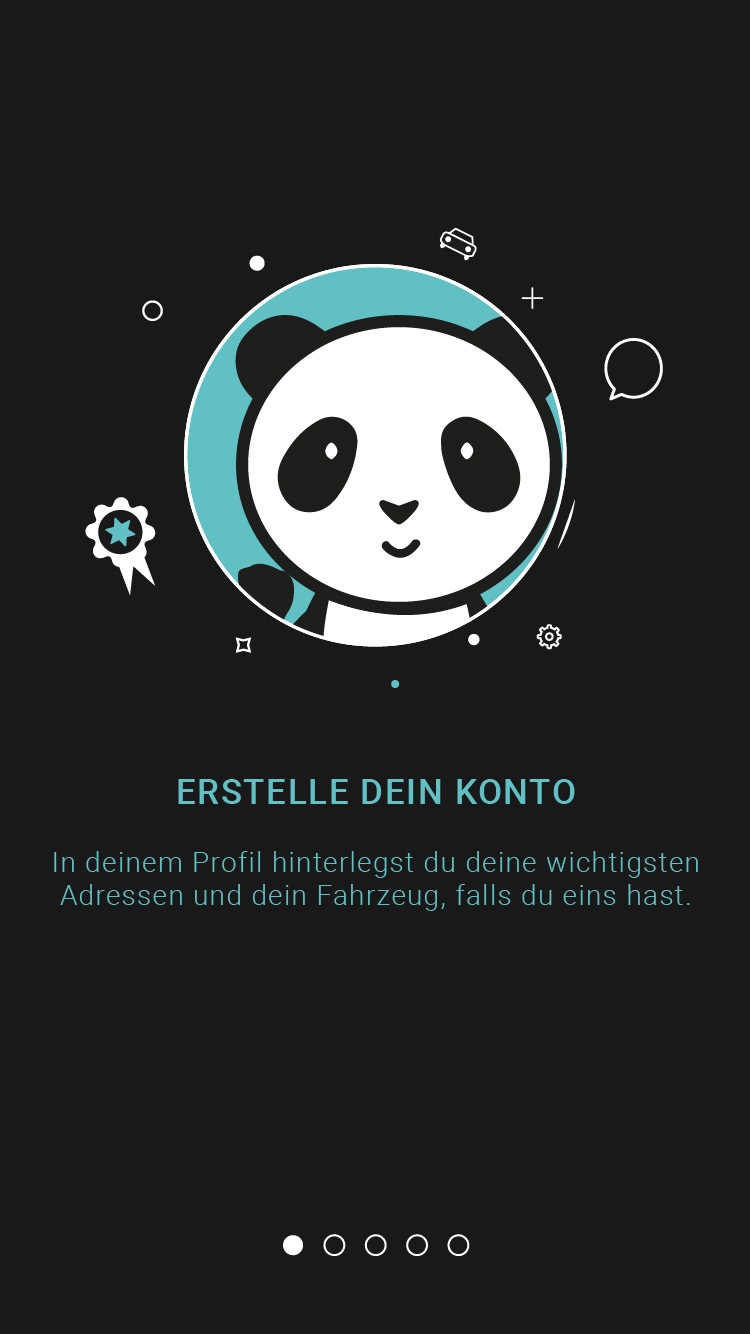 ERSTELLE DEIN KONTO
In deinem Profil hinterlegst du deine wichtigsten
Adressen und dein Fahrzeug, falls du eins hast.